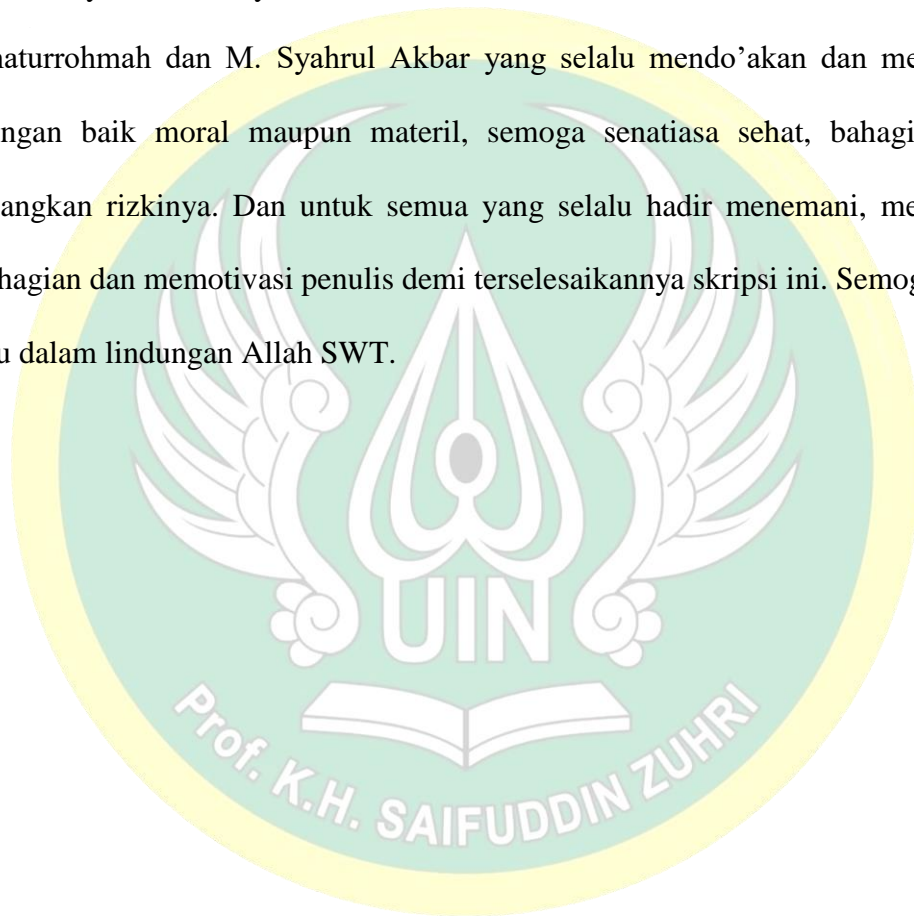 naturrohmah dan M. Syahrul Akbar yang selalu mendo’akan dan me
ngan baik moral maupun materil, semoga senatiasa sehat, bahagi
angkan rizkinya. Dan untuk semua yang selalu hadir menemani, me
hagian dan memotivasi penulis demi terselesaikannya skripsi ini. Semog
u dalam lindungan Allah SWT.
UIN
Prof. K.H. SAIFUDDIN ZUHRI